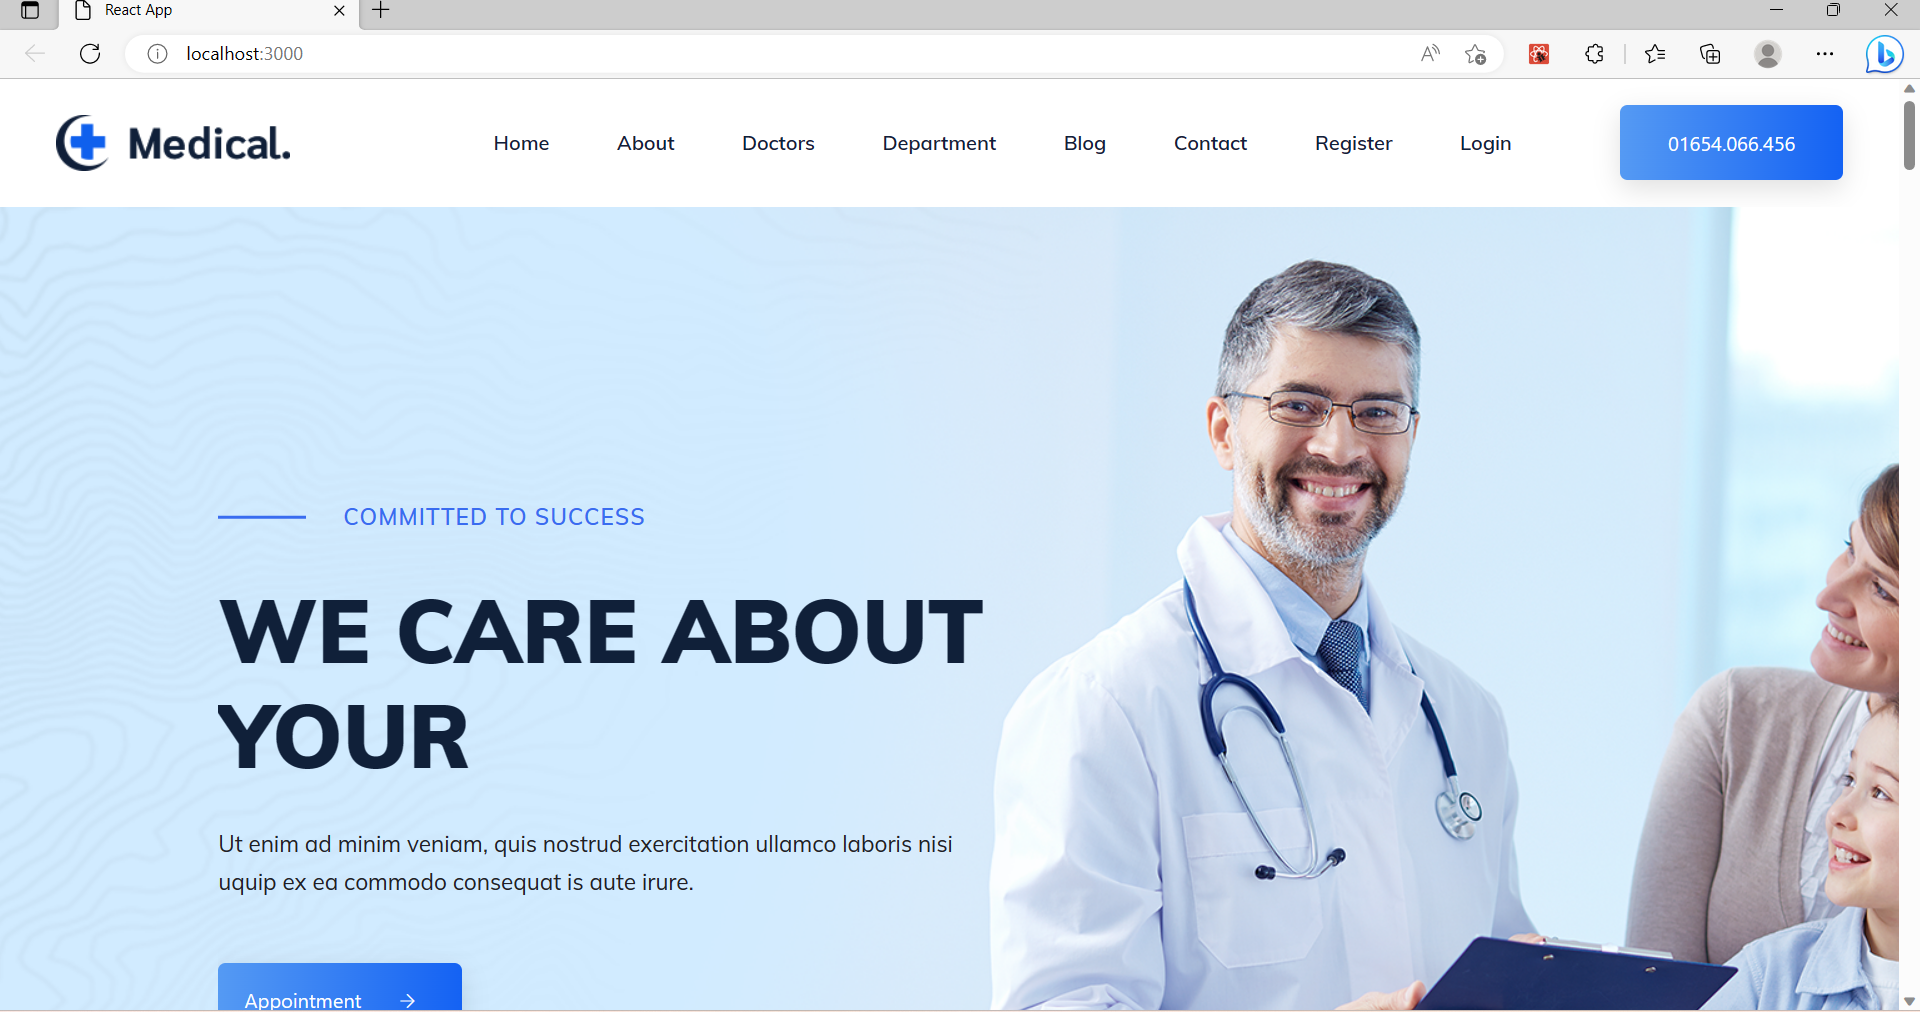 React App
localhost:3000
Medical.
Home About Doctors Department Blog Contact Register Login 01654.066.456
COMMITTED TO SUCCESS
WE CARE ABOUT
YOUR
Ut enim ad minim veniam, quis nostrud exercitation ullamco laboris nisi
uquip ex ea commodo consequat is aute irure.
Appointment